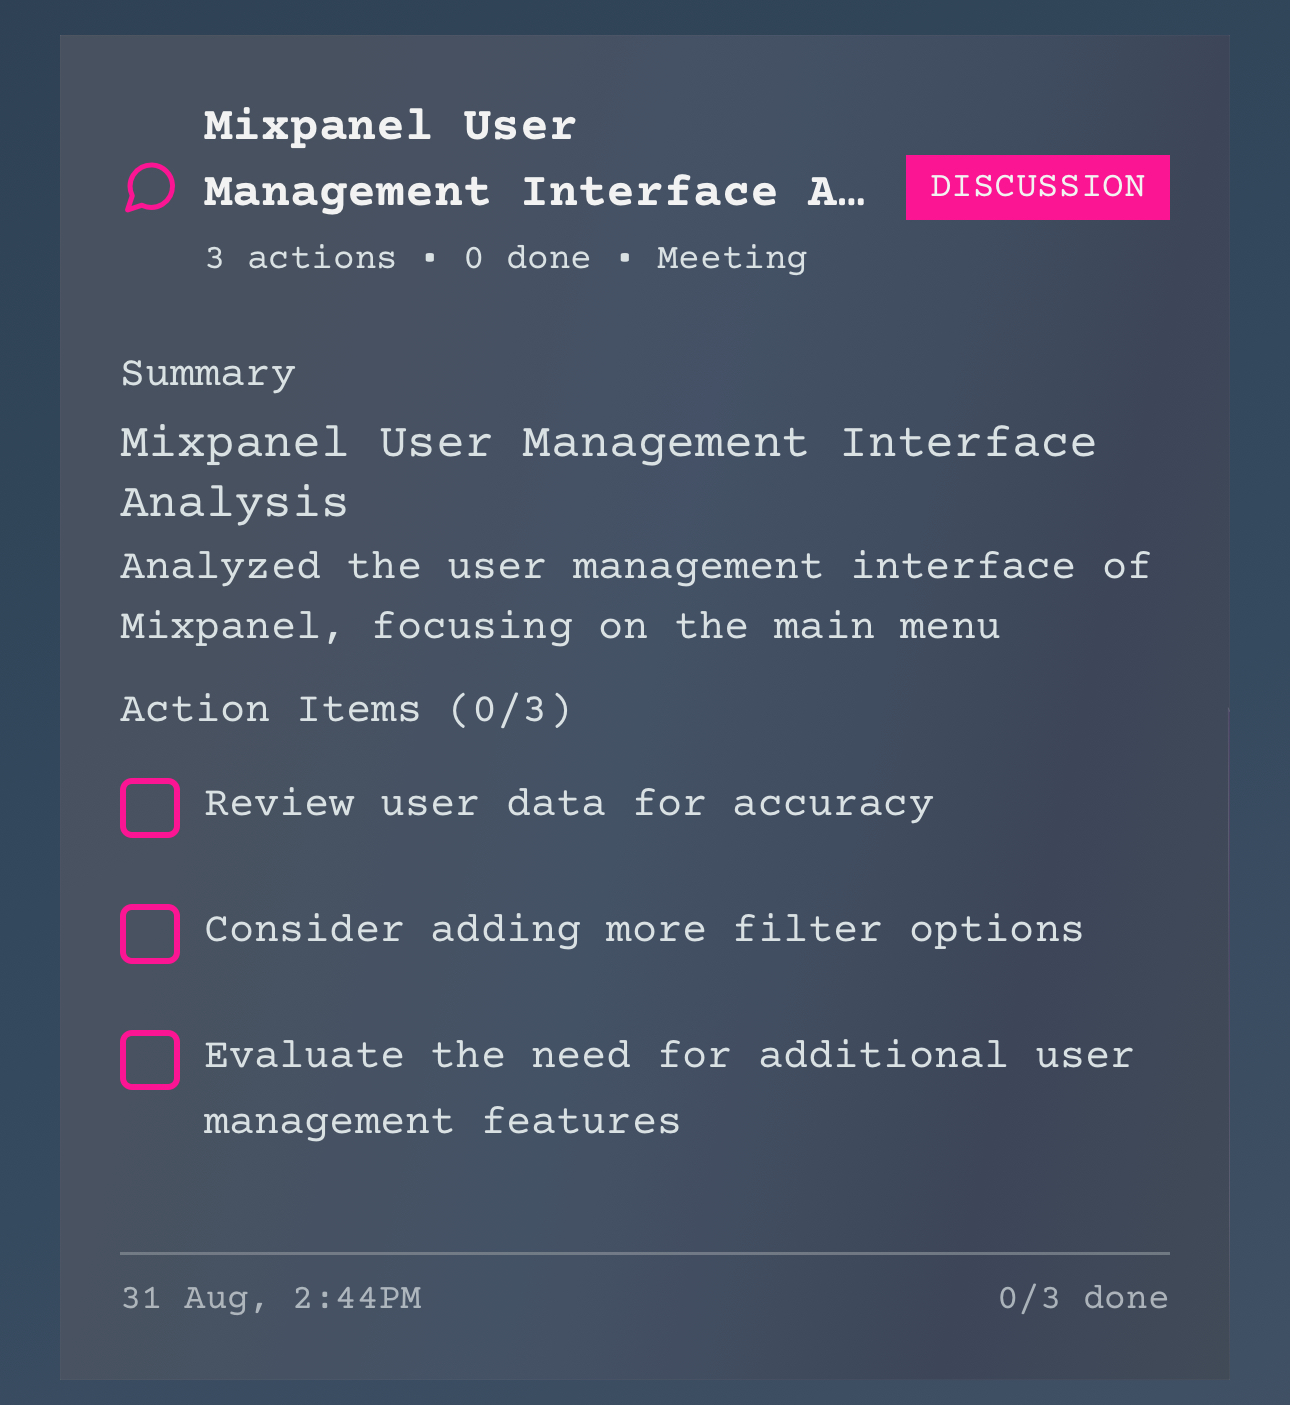 Mixpanel User
Management Interface A…
DISCUSSION
3 actions • 0 done • Meeting
Summary
Mixpanel User Management Interface
Analysis
Analyzed the user management interface of
Mixpanel, focusing on the main menu
Action Items (0/3)
Review user data for accuracy
Consider adding more filter options
Evaluate the need for additional user
management features
31 Aug, 2:44PM
0/3 done